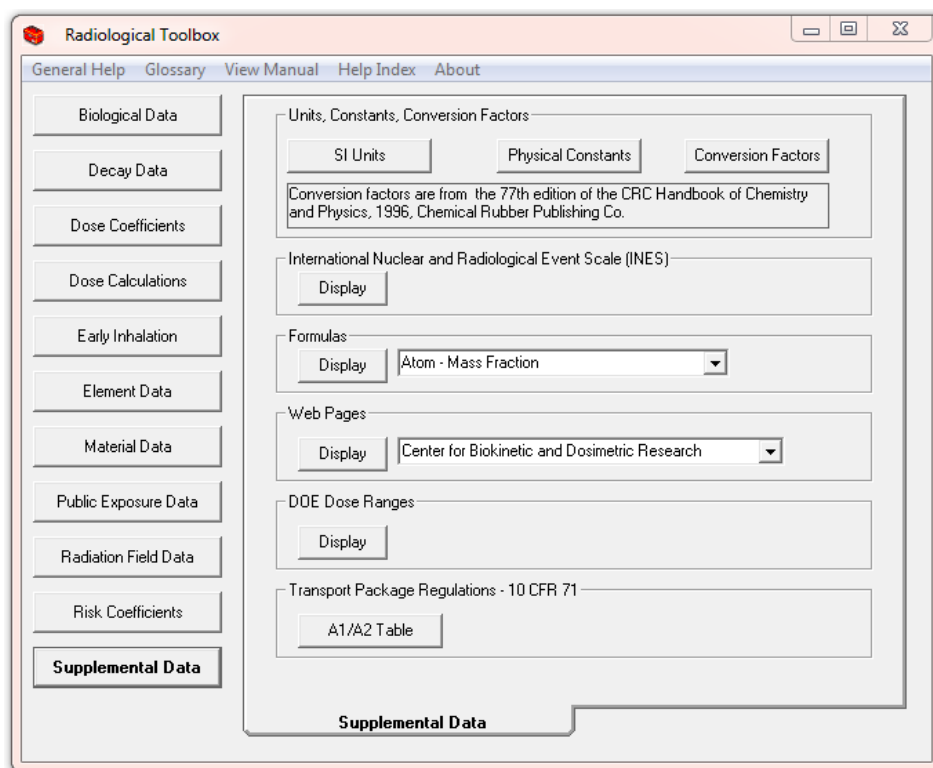 Radiological Toolbox
General Help Glossary View Manual Help Index About
Biological Data
Decay Data
Dose Coefficients
Dose Calculations
Early Inhalation
Element Data
Material Data
Public Exposure Data
Radiation Field Data
Risk Coefficients
Supplemental Data
Units, Constants, Conversion Factors
SI Units Physical Constants Conversion Factors
Conversion factors are from the 77th edition of the CRC Handbook of Chemistry
and Physics, 1996, Chemical Rubber Publishing Co.
International Nuclear and Radiological Event Scale (INES)
Display
Formulas
Display Atom - Mass Fraction
Web Pages
Display Center for Biokinetic and Dosimetric Research
DOE Dose Ranges
Display
Transport Package Regulations - 10 CFR 71
A1/A2 Table
Supplemental Data